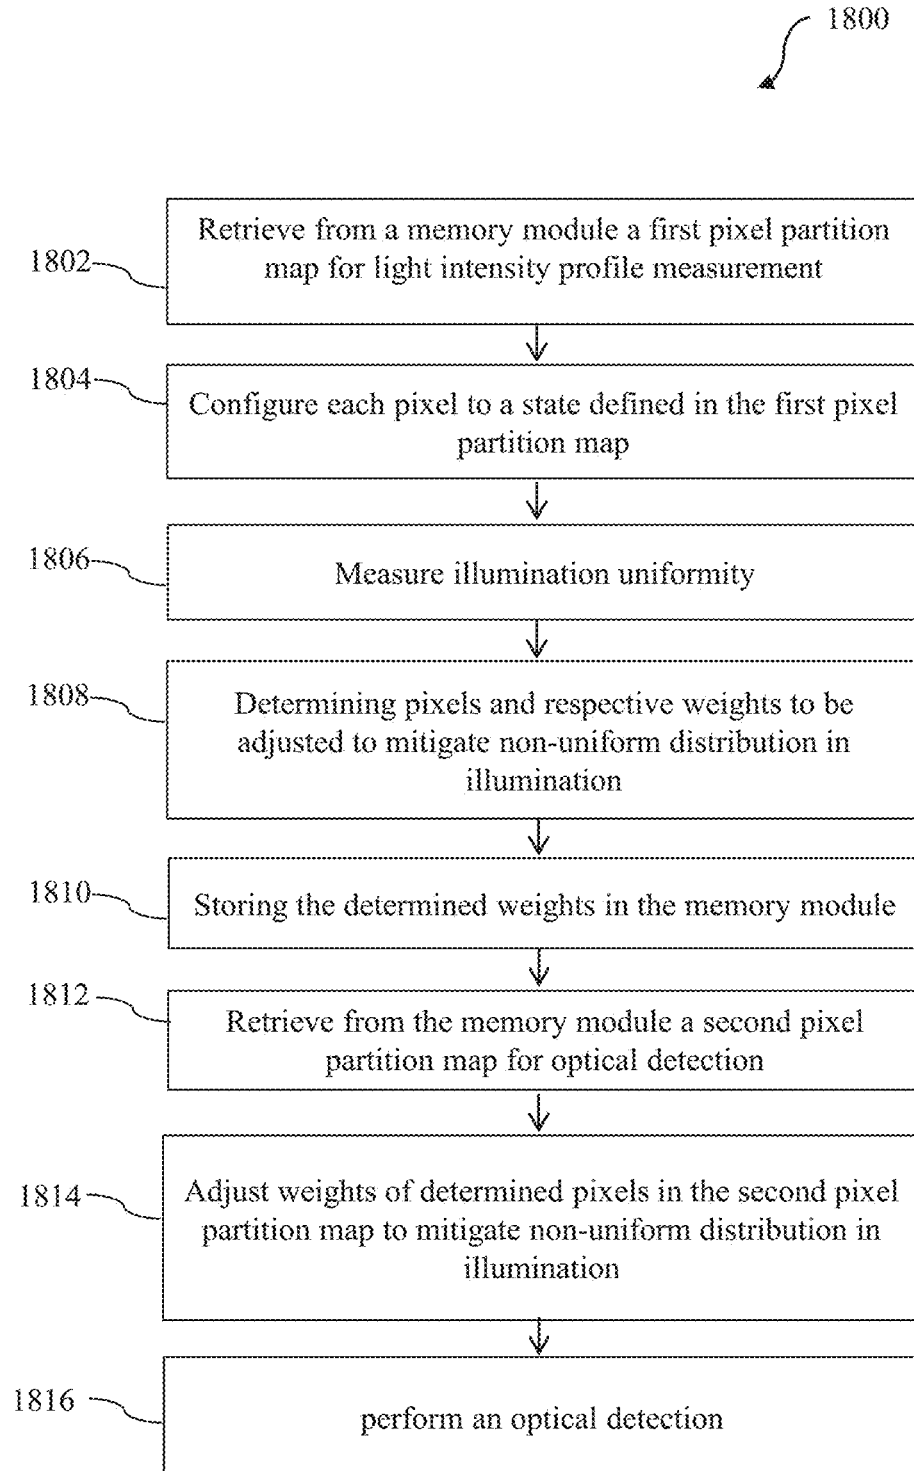 1800
1802
Retrieve from a memory module a first pixel partition
map for light intensity profile measurement
1804
Configure each pixel to a state defined in the first pixel
partition map
1806
Measure illumination uniformity
1808
Determining pixels and respective weights to be
adjusted to mitigate non-uniform distribution in
illumination
1810
Storing the determined weights in the memory module
1812
Retrieve from the memory module a second pixel
partition map for optical detection
1814
Adjust weights of determined pixels in the second pixel
partition map to mitigate non-uniform distribution in
illumination
1816
perform an optical detection